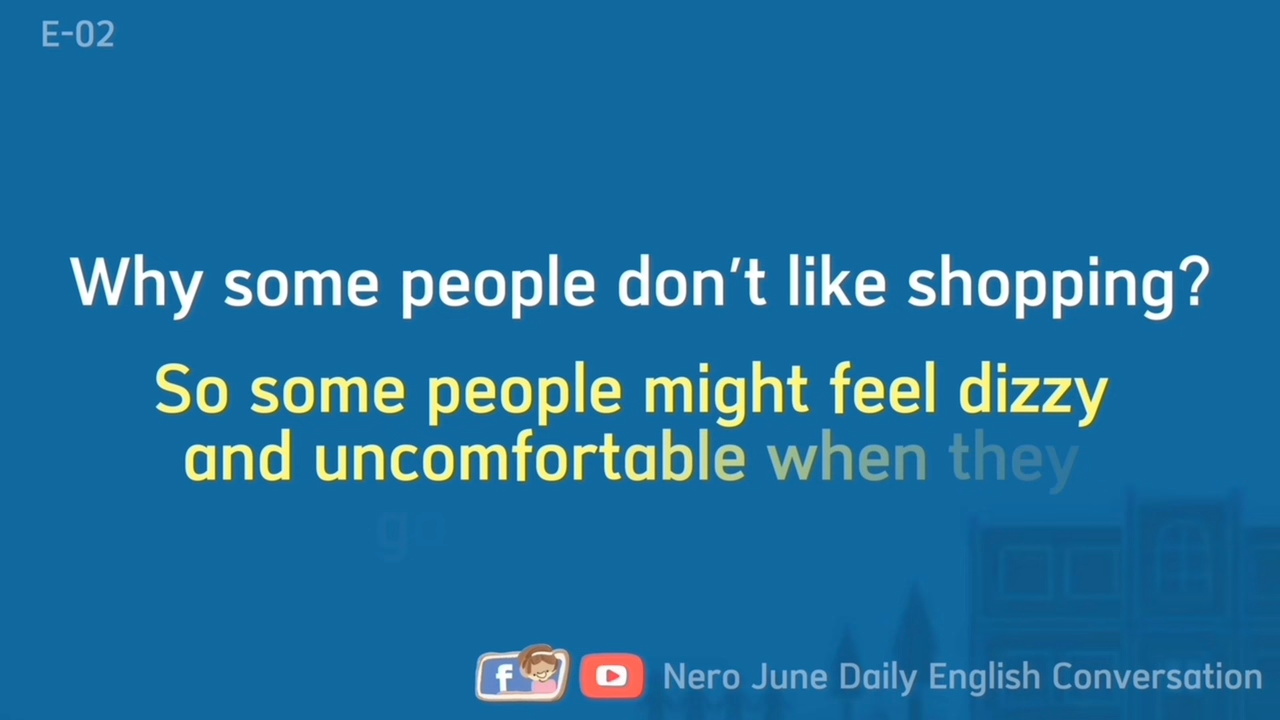 E-02
Why some people don't like shopping?
So some people might feel dizzy
and uncomfortable when they
go
f
Nero June Daily English Conversation